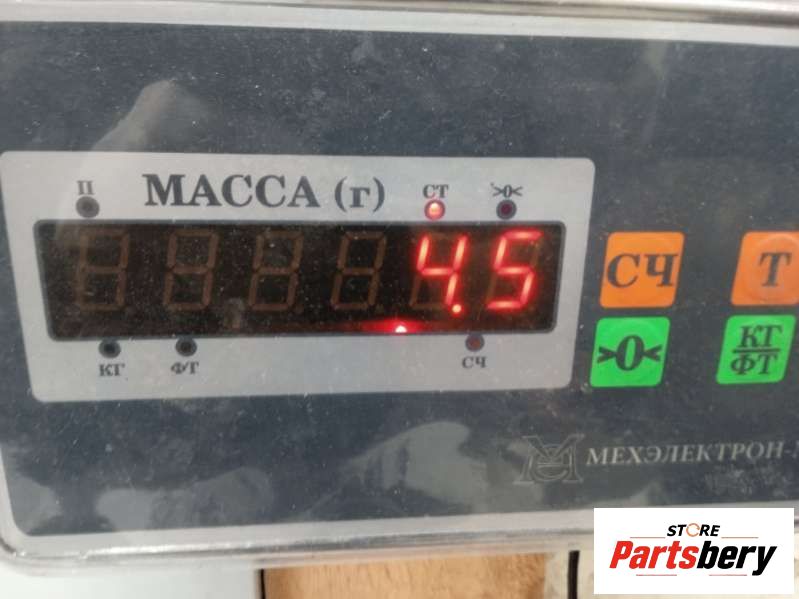 П МАССА (г) СТ >0<
4.5
КГ ФТ СЧ
СЧ Т
>0< КГ
ФТ
МЕХЭЛЕКТРОН-
STORE
Partsbery